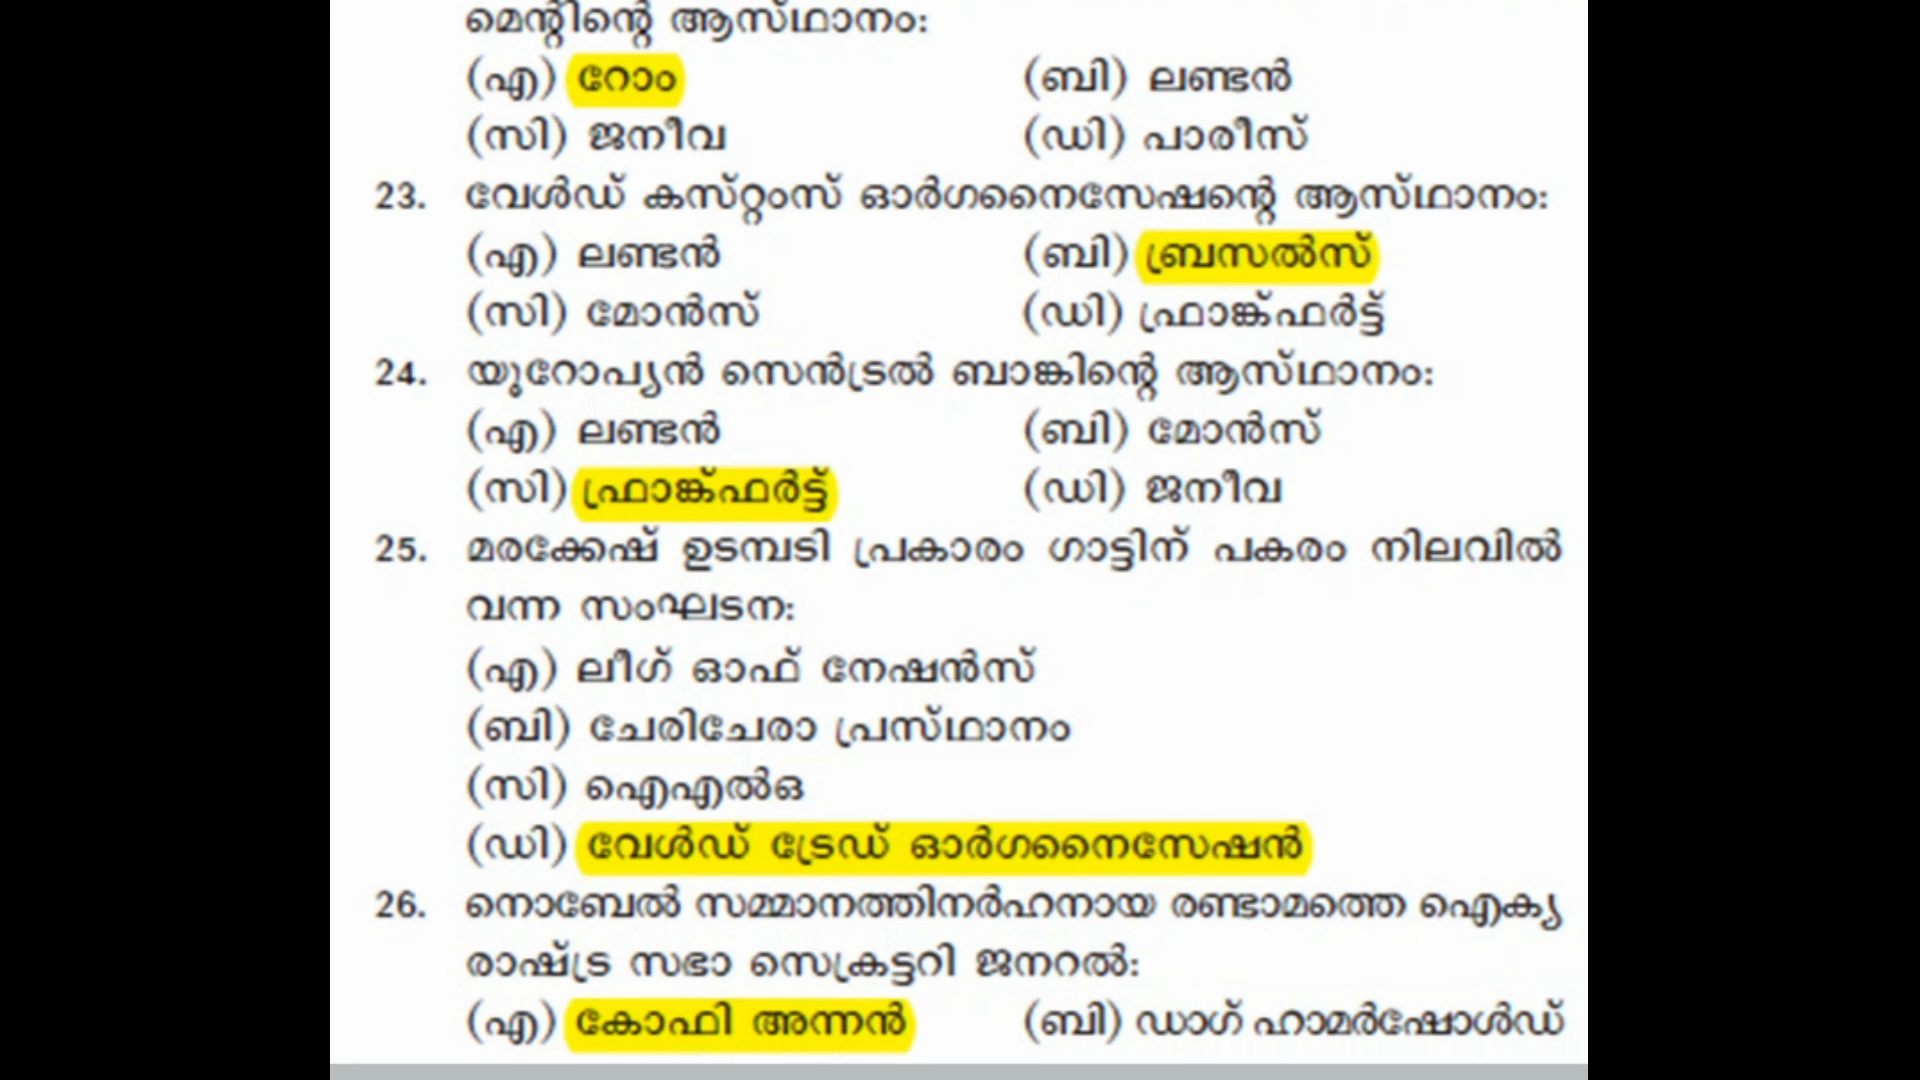 മെന്റിന്റെ ആസ്ഥാനം:
(എ) റോം (ബി) ലണ്ടൻ
(സി) ജനീവ (ഡി) പാരീസ്
23. വേൾഡ് കസ്റ്റംസ് ഓർഗനൈസേഷന്റെ ആസ്ഥാനം:
(എ) ലണ്ടൻ (ബി) ബ്രസൽസ്
(സി) മോൺസ് (ഡി) ഫ്രാങ്ക്ഫർട്ട്
24. യൂറോപ്യൻ സെൻട്രൽ ബാങ്കിന്റെ ആസ്ഥാനം:
(എ) ലണ്ടൻ (ബി) മോൺസ്
(സി) ഫ്രാങ്ക്ഫർട്ട് (ഡി) ജനീവ
25. മരക്കേഷ് ഉടമ്പടി പ്രകാരം ഗാട്ടിന് പകരം നിലവിൽ
വന്ന സംഘടന:
(എ) ലീഗ് ഓഫ് നേഷൻസ്
(ബി) ചേരിചേരാ പ്രസ്ഥാനം
(സി) ഐഎൽഒ
(ഡി) വേൾഡ് ട്രേഡ് ഓർഗനൈസേഷൻ
26. നൊബേൽ സമ്മാനത്തിനർഹനായ രണ്ടാമത്തെ ഐക്യ
രാഷ്ട്ര സഭാ സെക്രട്ടറി ജനറൽ:
(എ) കോഫി അന്നൻ (ബി) ഡാഗ് ഹാമർഷോൾഡ്